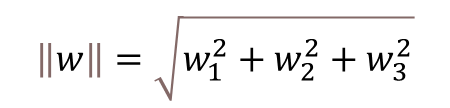 ‖w‖ = √(w₁² + w₂² + w₃²)